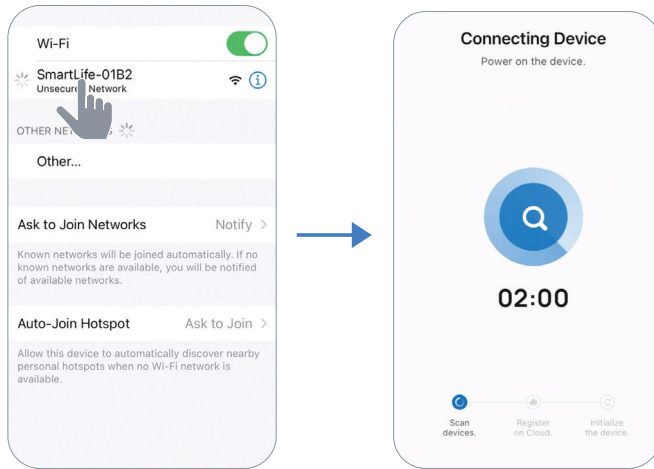 Wi-Fi
SmartLife-01B2
Unsecured Network
OTHER NETWORKS
Other...
Ask to Join Networks Notify
Known networks will be joined automatically. If no
known networks are available, you will be notified
of available networks.
Auto-Join Hotspot Ask to Join
Allow this device to automatically discover nearby
personal hotspots when no Wi-Fi network is
available.
Connecting Device
Power on the device.
02:00
Scan
devices.
Register
on Cloud.
Initialize
the device.